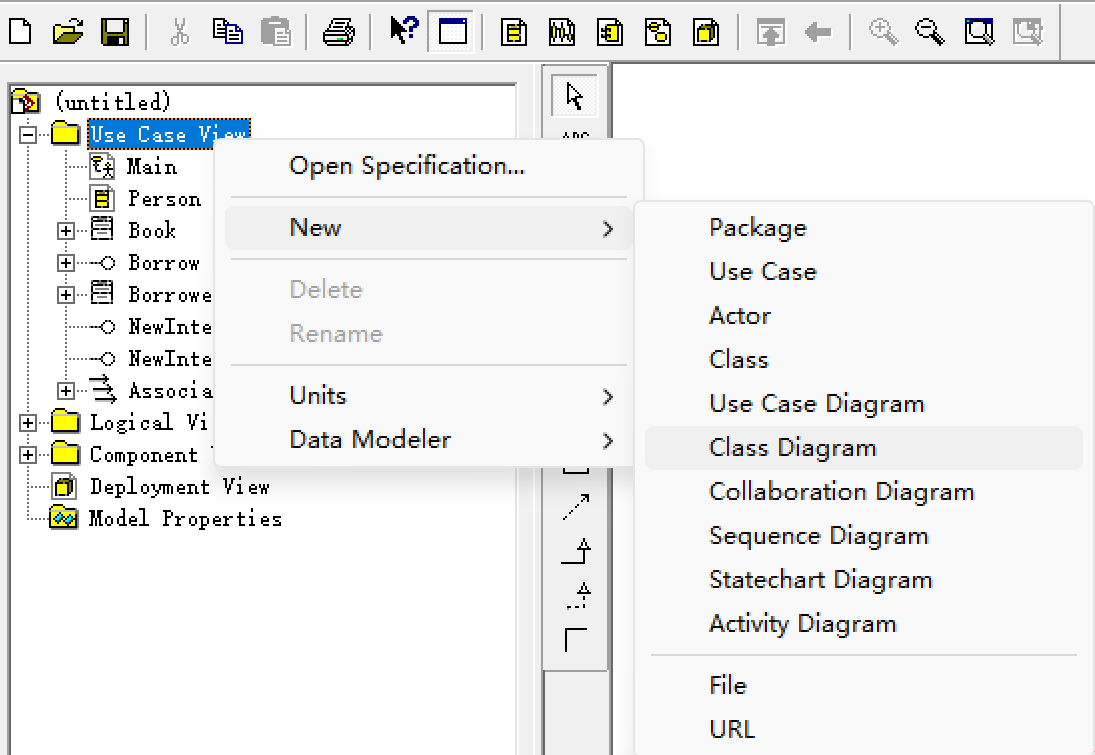 (untitled)
Use Case View
Main
Person
Book
Borrow
Borrowe
NewInte
NewInte
Associa
Logical Vi
Component
Deployment View
Model Properties
Open Specification...
New
Delete
Rename
Units
Data Modeler
Package
Use Case
Actor
Class
Use Case Diagram
Class Diagram
Collaboration Diagram
Sequence Diagram
Statechart Diagram
Activity Diagram
File
URL